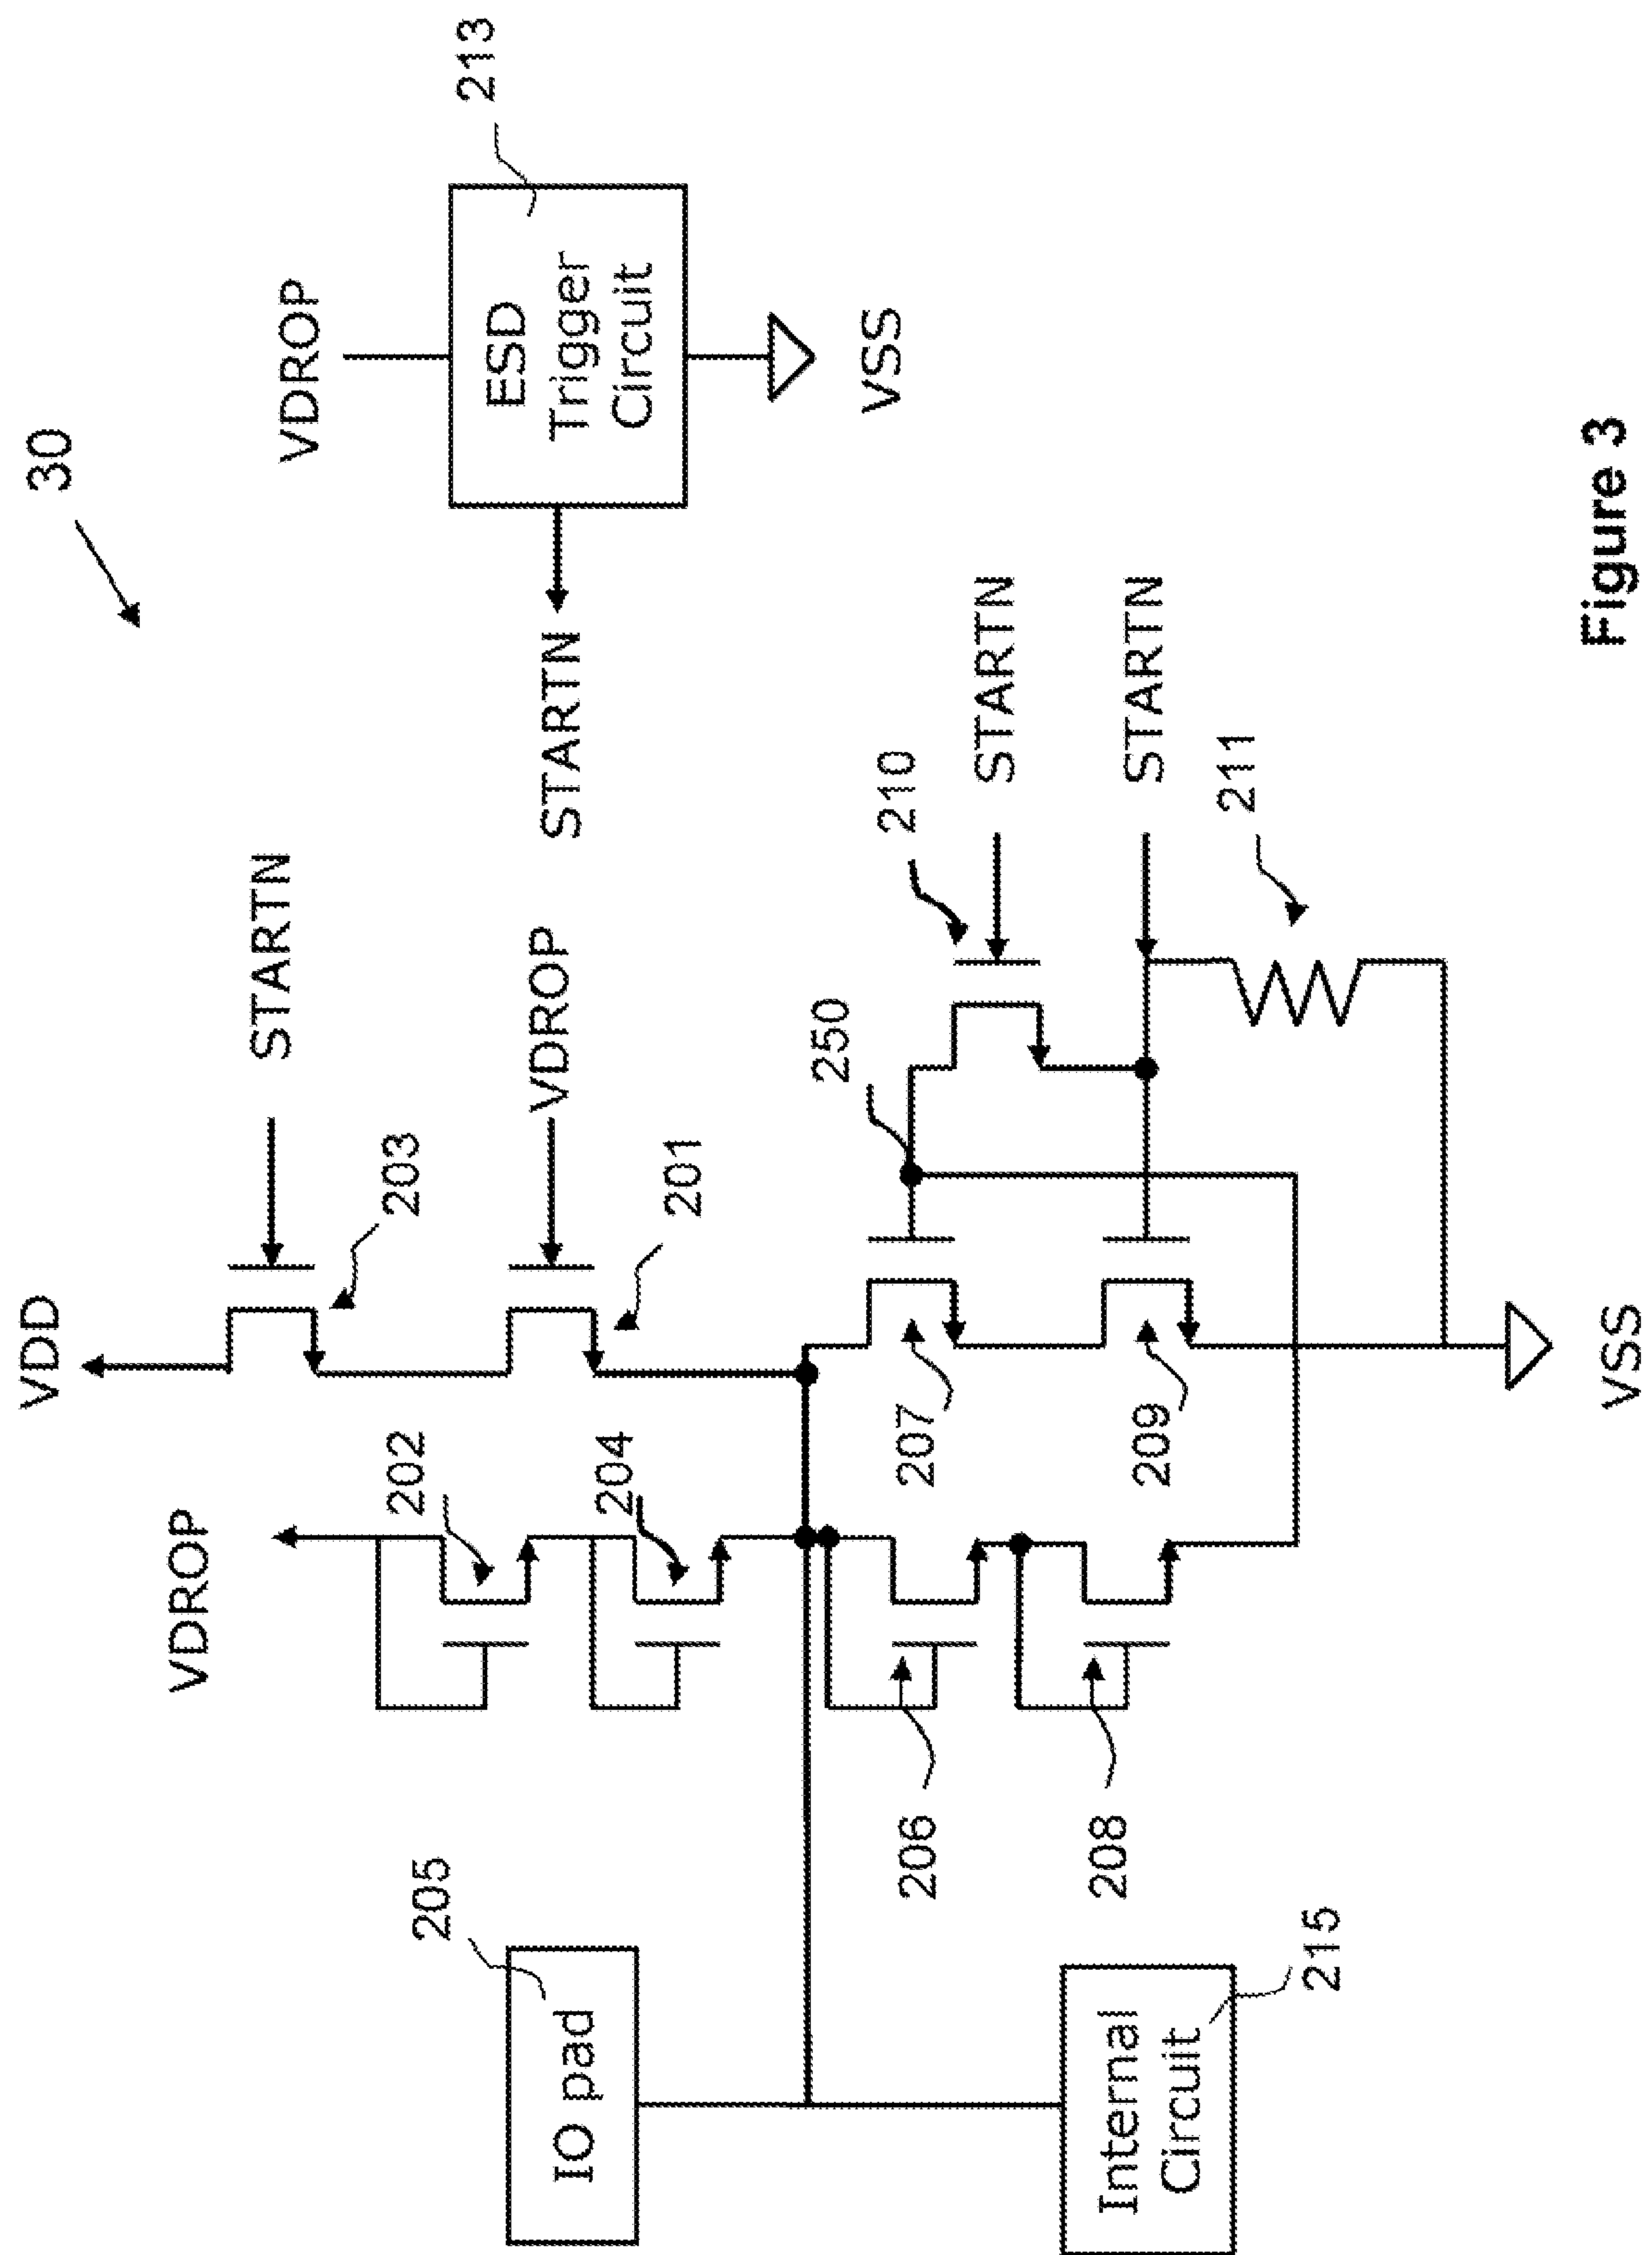 30
VDD
STARTN
203
VDROP
VDROP
213
ESD
Trigger
Circuit
VSS
STARTN
VDROP
202
204
201
205
IO pad
206
208
207
209
250
210
STARTN
STARTN
211
215
Internal
Circuit
VSS
Figure 3